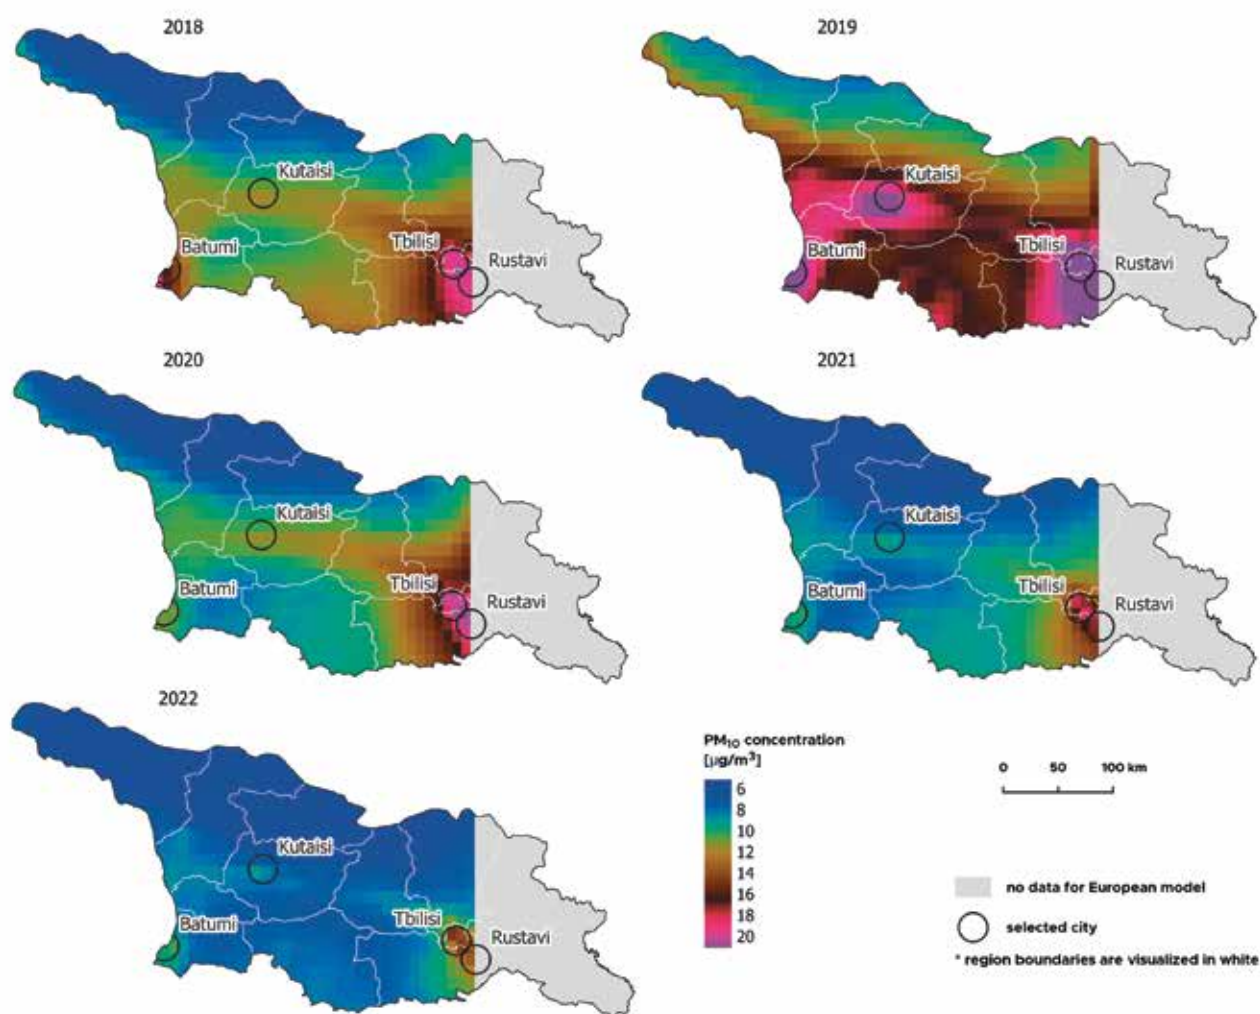 2018
Kutaisi
Batumi
Tbilisi
Rustavi
2019
Kutaisi
Batumi
Tbilisi
Rustavi
2020
Kutaisi
Batumi
Tbilisi
Rustavi
2021
Kutaisi
Batumi
Tbilisi
Rustavi
2022
Kutaisi
Batumi
Tbilisi
Rustavi
PM₁₀ concentration
[µg/m³]
6
8
10
12
14
16
18
20
0 50 100 km
no data for European model
selected city
* region boundaries are visualized in white